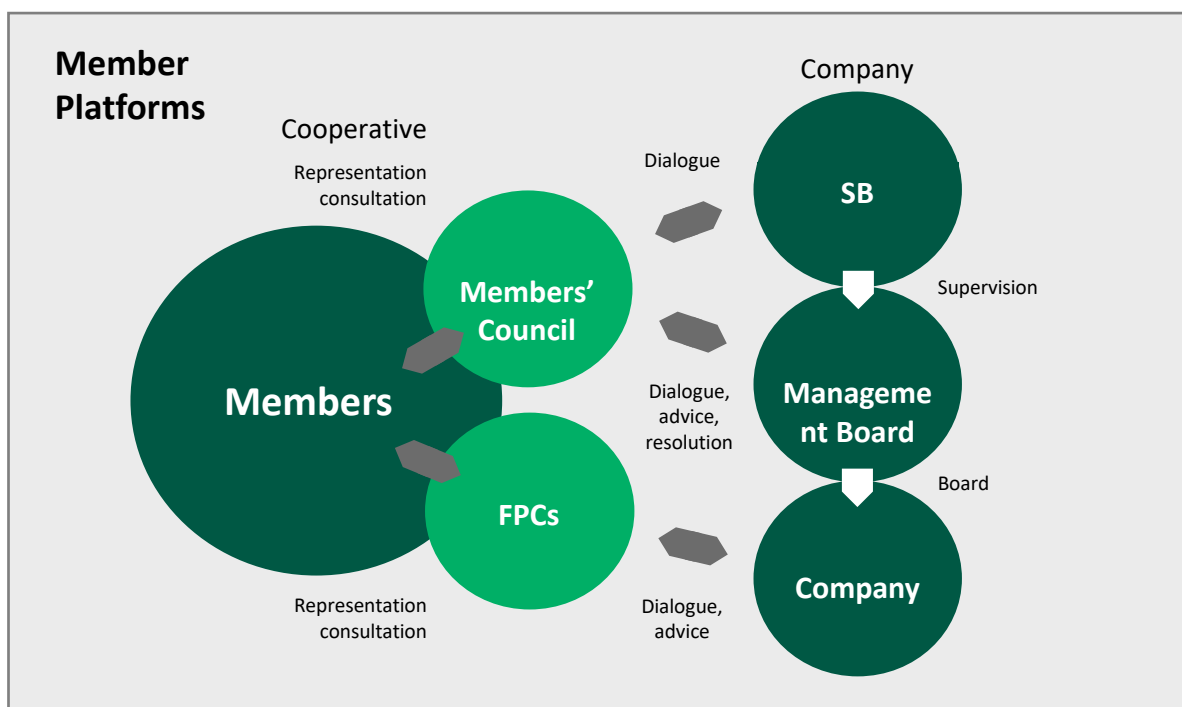 Member
Platforms
Company
Cooperative
Representation
consultation
Dialogue
SB
Members’
Council
Supervision
Members
Dialogue,
advice,
resolution
Manageme
nt Board
Board
FPCs
Company
Representation
consultation
Dialogue,
advice